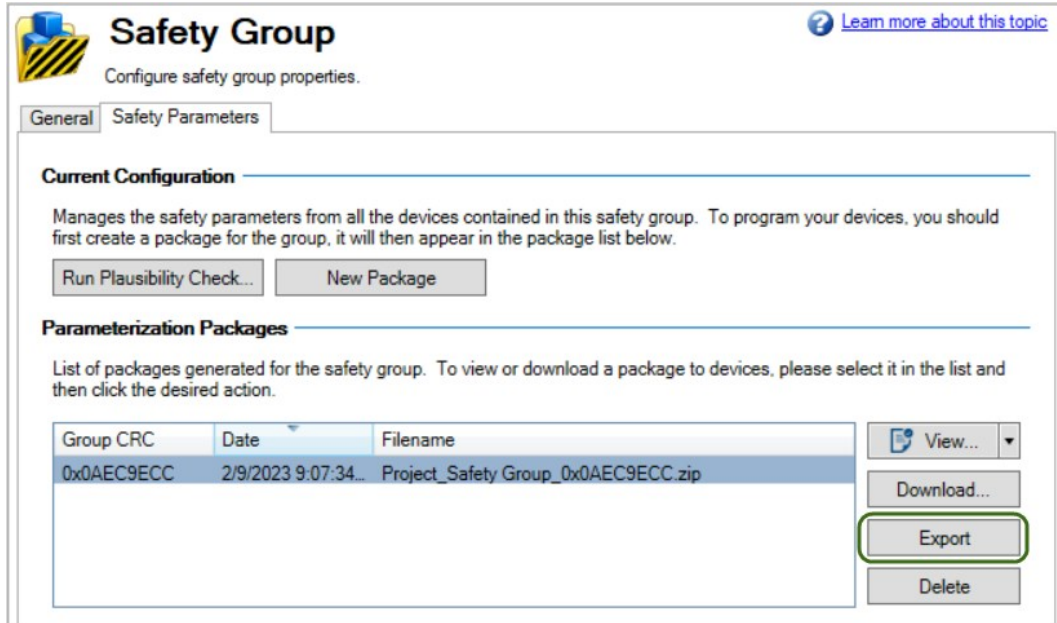 Safety Group
Learn more about this topic
Configure safety group properties.
General
Safety Parameters
Current Configuration
Manages the safety parameters from all the devices contained in this safety group. To program your devices, you should
first create a package for the group, it will then appear in the package list below.
Run Plausibility Check...
New Package
Parameterization Packages
List of packages generated for the safety group. To view or download a package to devices, please select it in the list and
then click the desired action.
Group CRC
Date
Filename
View...
0x0AEC9ECC
2/9/2023 9:07:34...
Project_Safety Group_0x0AEC9ECC.zip
Download...
Export
Delete